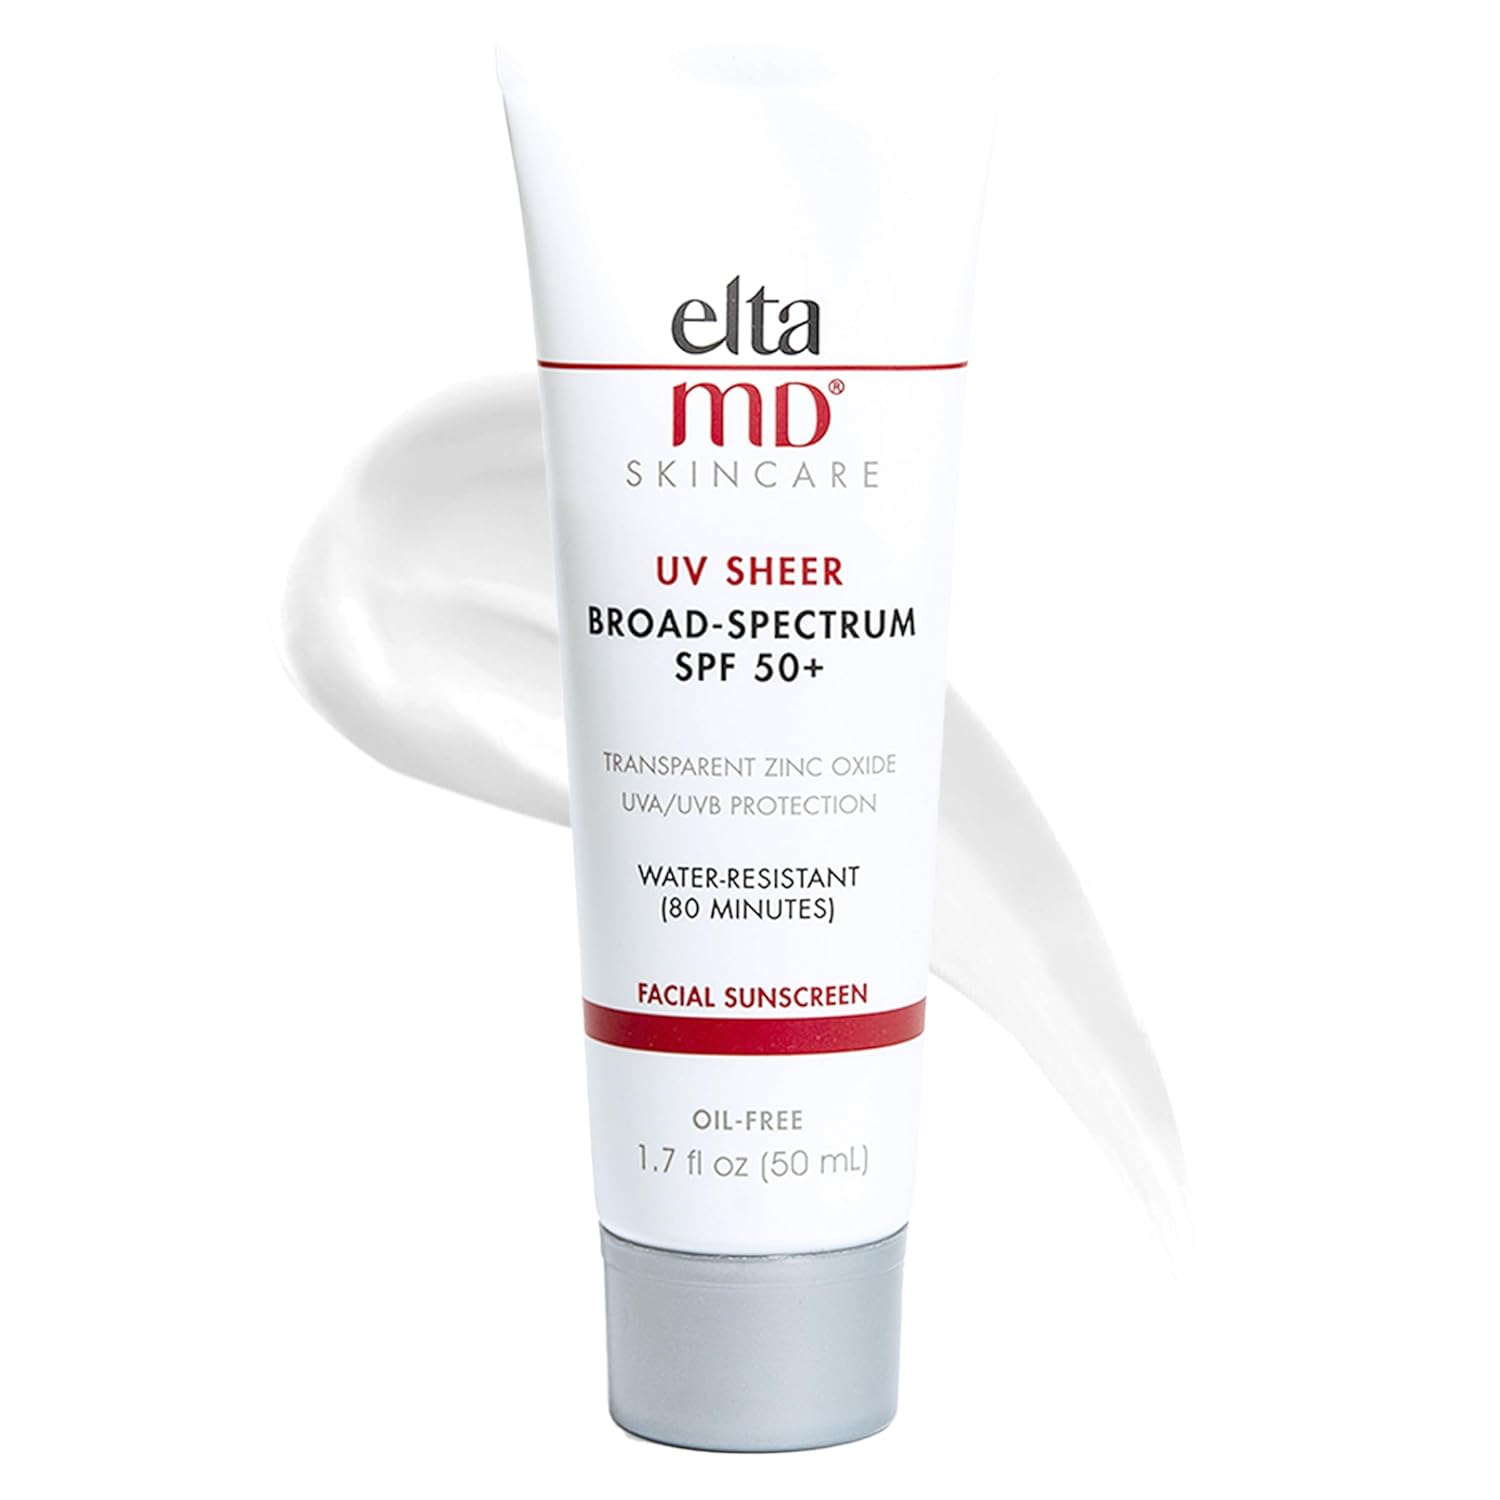 elta
MD®
SKINCARE
UV SHEER
BROAD-SPECTRUM
SPF 50+
TRANSPARENT ZINC OXIDE
UVA/UVB PROTECTION
WATER-RESISTANT
(80 MINUTES)
FACIAL SUNSCREEN
OIL-FREE
1.7 fl oz (50 mL)